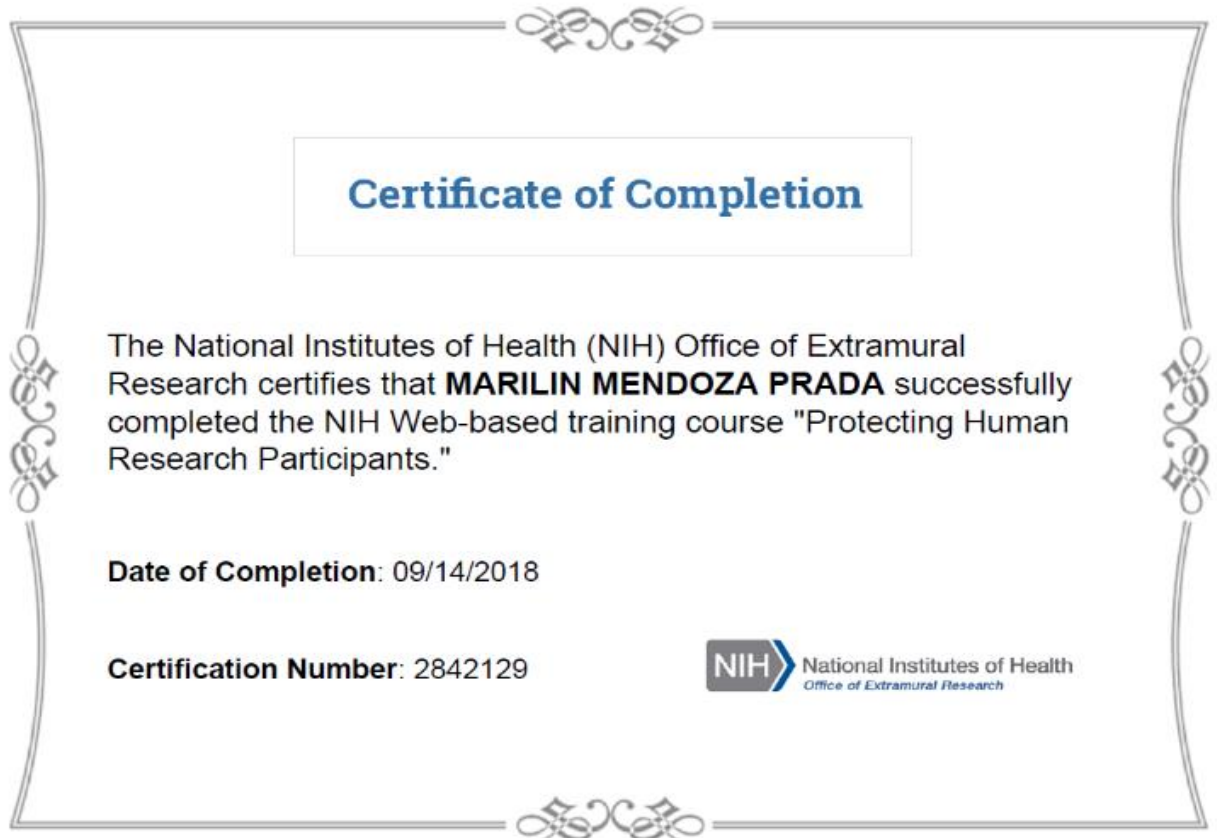 Certificate of Completion
The National Institutes of Health (NIH) Office of Extramural
Research certifies that MARILIN MENDOZA PRADA successfully
completed the NIH Web-based training course "Protecting Human
Research Participants."
Date of Completion: 09/14/2018
Certification Number: 2842129
NIH National Institutes of Health
Office of Extramural Research